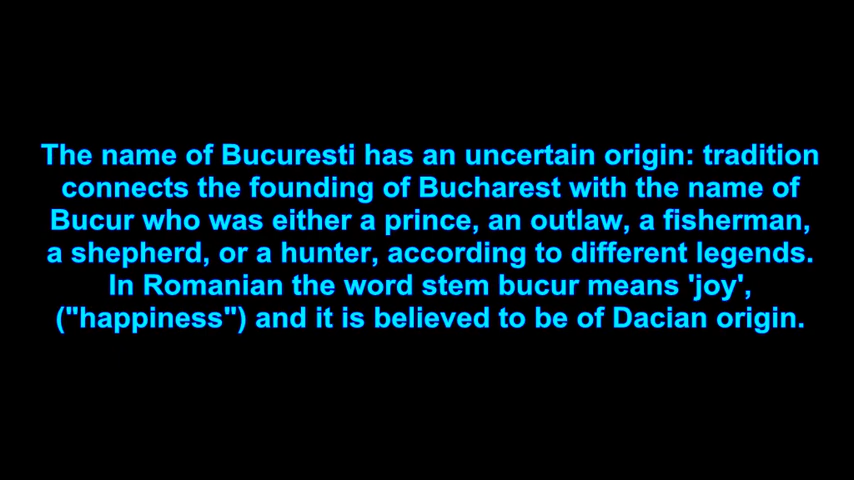 The name of Bucuresti has an uncertain origin: tradition
connects the founding of Bucharest with the name of
Bucur who was either a prince, an outlaw, a fisherman,
a shepherd, or a hunter, according to different legends.
In Romanian the word stem bucur means 'joy',
("happiness") and it is believed to be of Dacian origin.